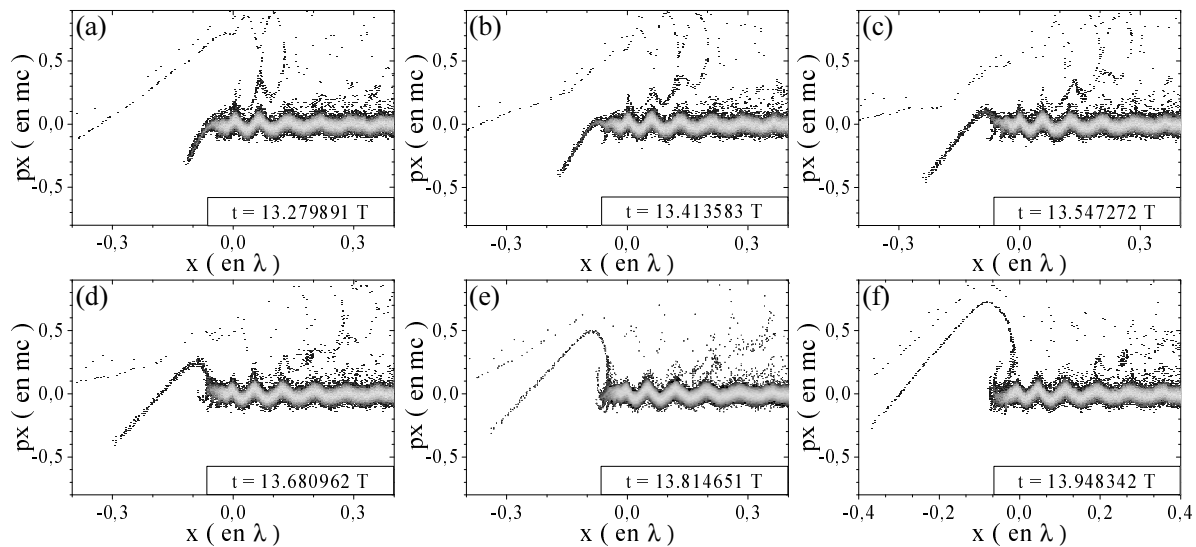 (a)
px ( en mc )
0,5
0,0
-0,5
t = 13.279891 T
-0,3
0,0
0,3
x ( en λ )
(b)
px ( en mc )
0,5
0,0
-0,5
t = 13.413583 T
-0,3
0,0
0,3
x ( en λ )
(c)
px ( en mc )
0,5
0,0
-0,5
t = 13.547272 T
-0,3
0,0
0,3
x ( en λ )
(d)
px ( en mc )
0,5
0,0
-0,5
t = 13.680962 T
-0,3
0,0
0,3
x ( en λ )
(e)
px ( en mc )
0,5
0,0
-0,5
t = 13.814651 T
-0,3
0,0
0,3
x ( en λ )
(f)
px ( en mc )
0,5
0,0
-0,5
t = 13.948342 T
-0,4
-0,2
0,0
0,2
0,4
x ( en λ )